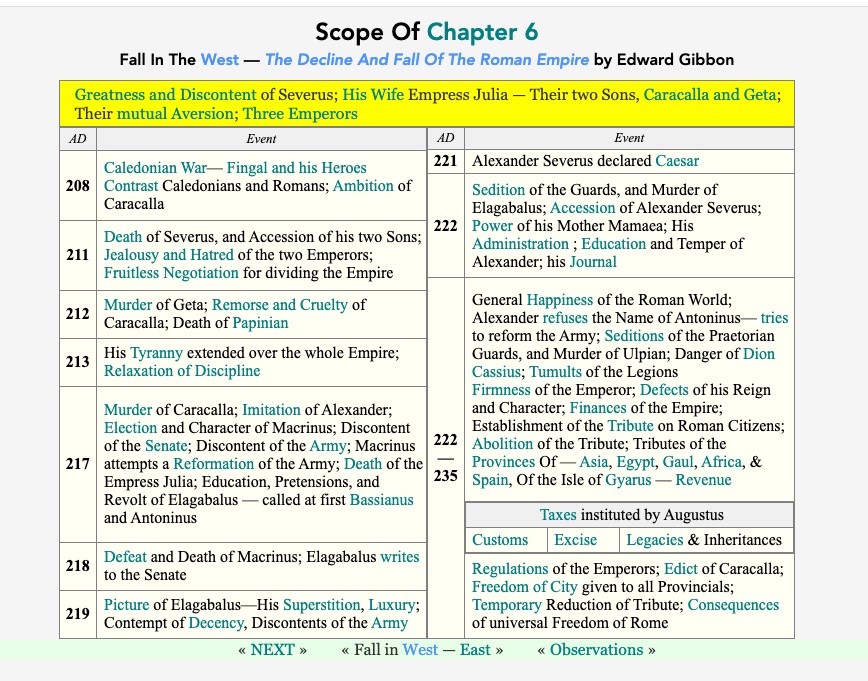 Scope Of Chapter 6
Fall In The West — The Decline And Fall Of The Roman Empire by Edward Gibbon
Greatness and Discontent of Severus; His Wife Empress Julia — Their two Sons, Caracalla and Geta;
Their mutual Aversion; Three Emperors
AD
Event
208
Caledonian War— Fingal and his Heroes
Contrast Caledonians and Romans; Ambition of
Caracalla
211
Death of Severus, and Accession of his two Sons;
Jealousy and Hatred of the two Emperors;
Fruitless Negotiation for dividing the Empire
212
Murder of Geta; Remorse and Cruelty of
Caracalla; Death of Papinian
213
His Tyranny extended over the whole Empire;
Relaxation of Discipline
217
Murder of Caracalla; Imitation of Alexander;
Election and Character of Macrinus; Discontent
of the Senate; Discontent of the Army; Macrinus
attempts a Reformation of the Army; Death of the
Empress Julia; Education, Pretensions, and
Revolt of Elagabalus — called at first Bassianus
and Antoninus
218
Defeat and Death of Macrinus; Elagabalus writes
to the Senate
219
Picture of Elagabalus—His Superstition, Luxury;
Contempt of Decency, Discontents of the Army
AD
Event
221
Alexander Severus declared Caesar
222
Sedition of the Guards, and Murder of
Elagabalus; Accession of Alexander Severus;
Power of his Mother Mamaea; His
Administration ; Education and Temper of
Alexander; his Journal
222
—
235
General Happiness of the Roman World;
Alexander refuses the Name of Antoninus— tries
to reform the Army; Seditions of the Praetorian
Guards, and Murder of Ulpian; Danger of Dion
Cassius; Tumults of the Legions
Firmness of the Emperor; Defects of his Reign
and Character; Finances of the Empire;
Establishment of the Tribute on Roman Citizens;
Abolition of the Tribute; Tributes of the
Provinces Of — Asia, Egypt, Gaul, Africa, &
Spain, Of the Isle of Gyarus — Revenue
Taxes instituted by Augustus
Customs
Excise
Legacies & Inheritances
Regulations of the Emperors; Edict of Caracalla;
Freedom of City given to all Provincials;
Temporary Reduction of Tribute; Consequences
of universal Freedom of Rome
« NEXT » « Fall in West — East » « Observations »